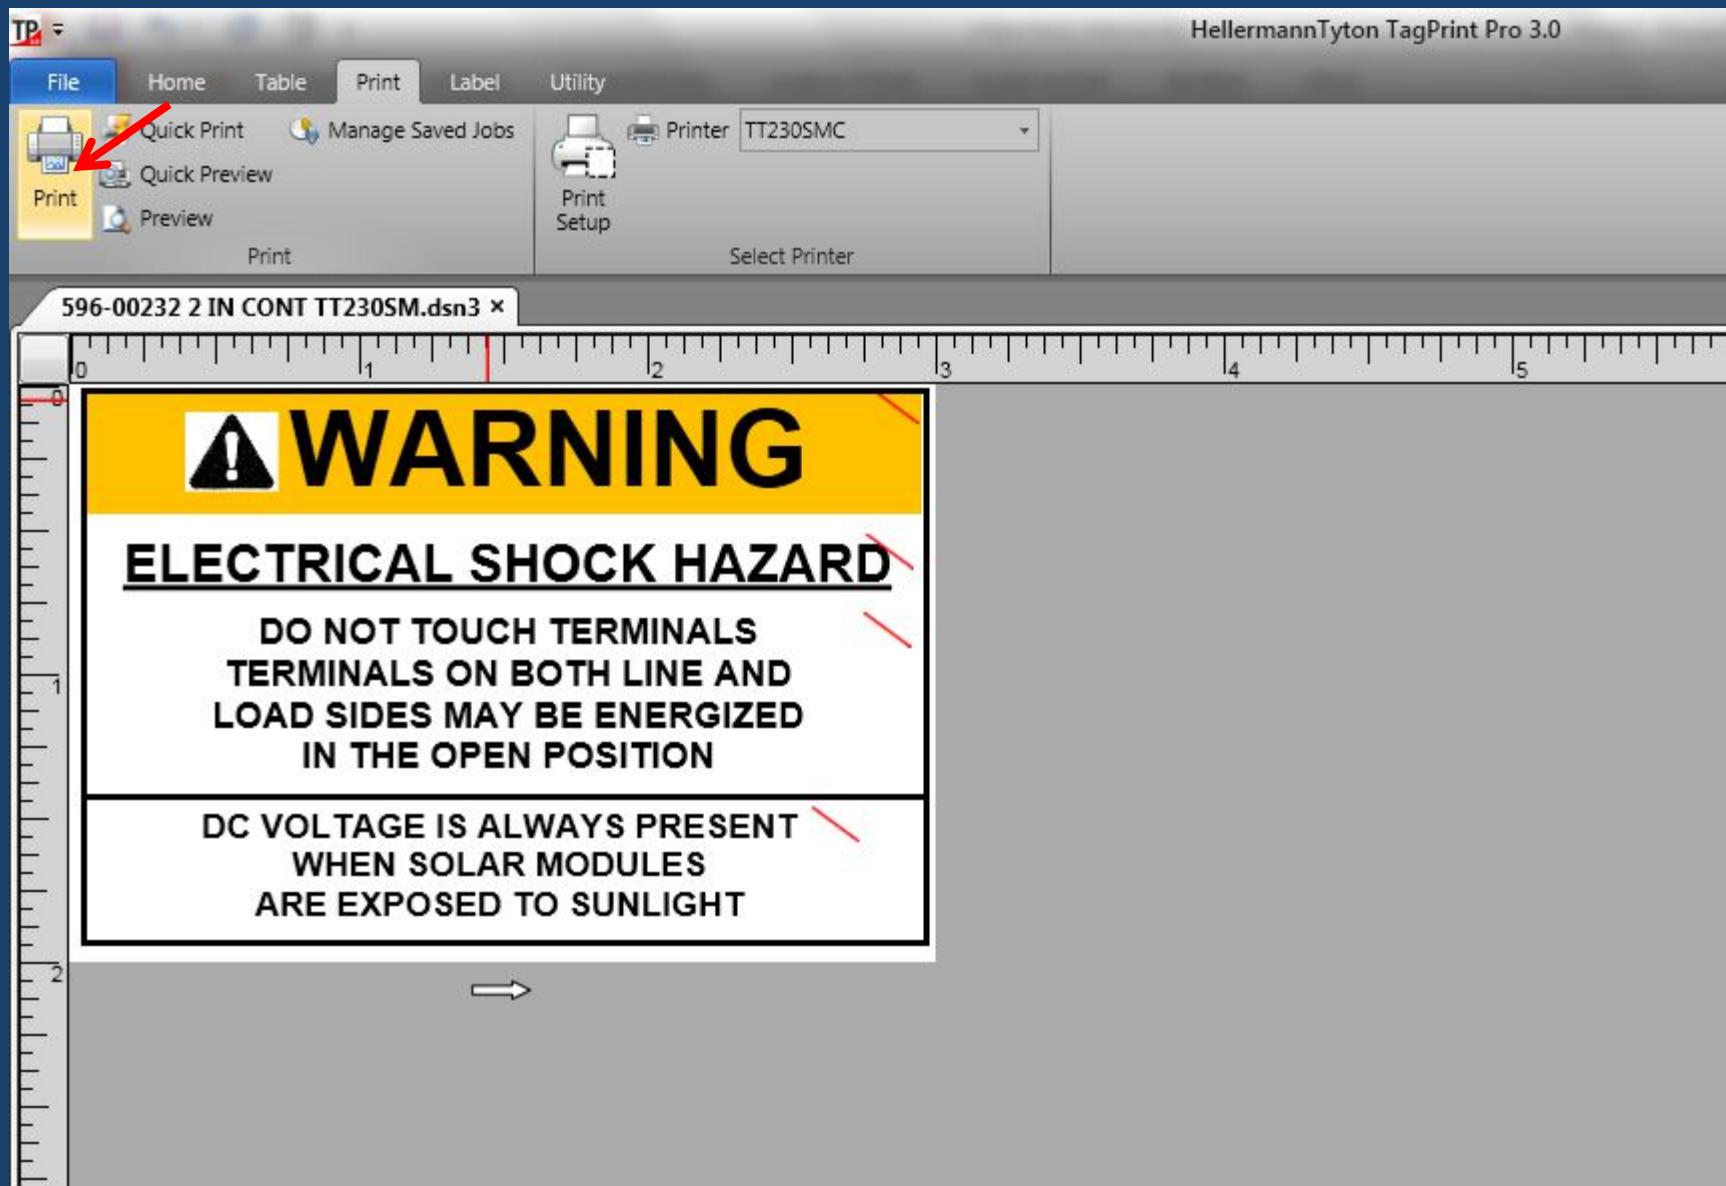 TP
HellermannTyton TagPrint Pro 3.0
File Home Table Print Label Utility
Print
Quick Print
Quick Preview
Preview
Manage Saved Jobs
Print
Print
Setup
Printer TT230SMC
Select Printer
596-00232 2 IN CONT TT230SM.dsn3 ×
0 1 2 3 4 5
0
1
2
WARNING
ELECTRICAL SHOCK HAZARD
DO NOT TOUCH TERMINALS
TERMINALS ON BOTH LINE AND
LOAD SIDES MAY BE ENERGIZED
IN THE OPEN POSITION
DC VOLTAGE IS ALWAYS PRESENT
WHEN SOLAR MODULES
ARE EXPOSED TO SUNLIGHT